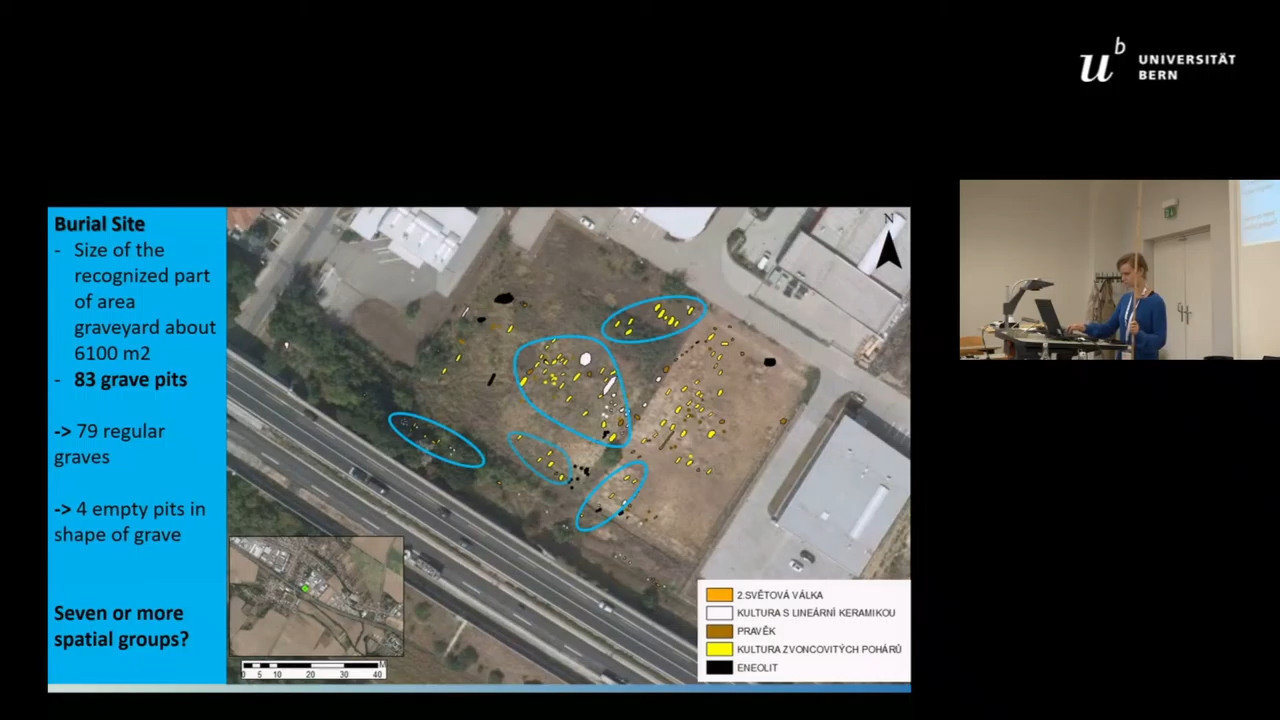 u^b
UNIVERSITÄT
BERN
Burial Site
- Size of the
recognized part
of area
graveyard about
6100 m2
- 83 grave pits
-> 79 regular
graves
-> 4 empty pits in
shape of grave
Seven or more
spatial groups?
N
0 5 10 20 30 40
M
2.SVĚTOVÁ VÁLKA
KULTURA S LINEÁRNÍ KERAMIKOU
PRAVĚK
KULTURA ZVONCOVITÝCH POHÁRŮ
ENEOLIT